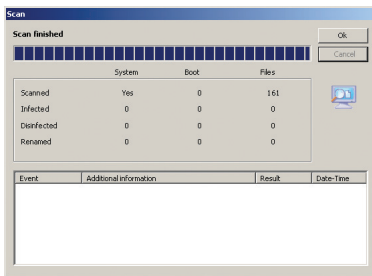 Scan
Scan finished
Ok
Cancel
System Boot Files
Scanned Yes 0 161
Infected 0 0 0
Disinfected 0 0 0
Renamed 0 0 0
Event Additional information Result Date-Time